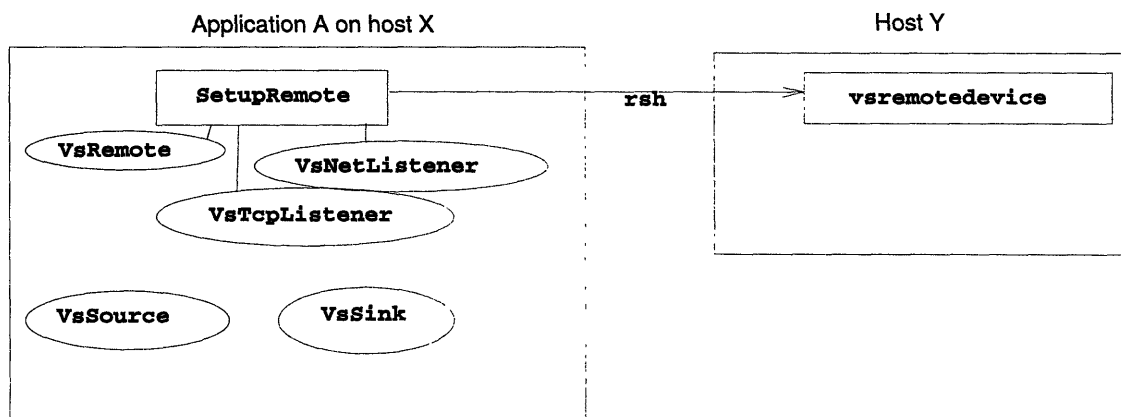 Application A on host X
Host Y
SetupRemote
rsh
vsremotedevice
VsRemote
VsNetListener
VsTcpListener
VsSource
VsSink